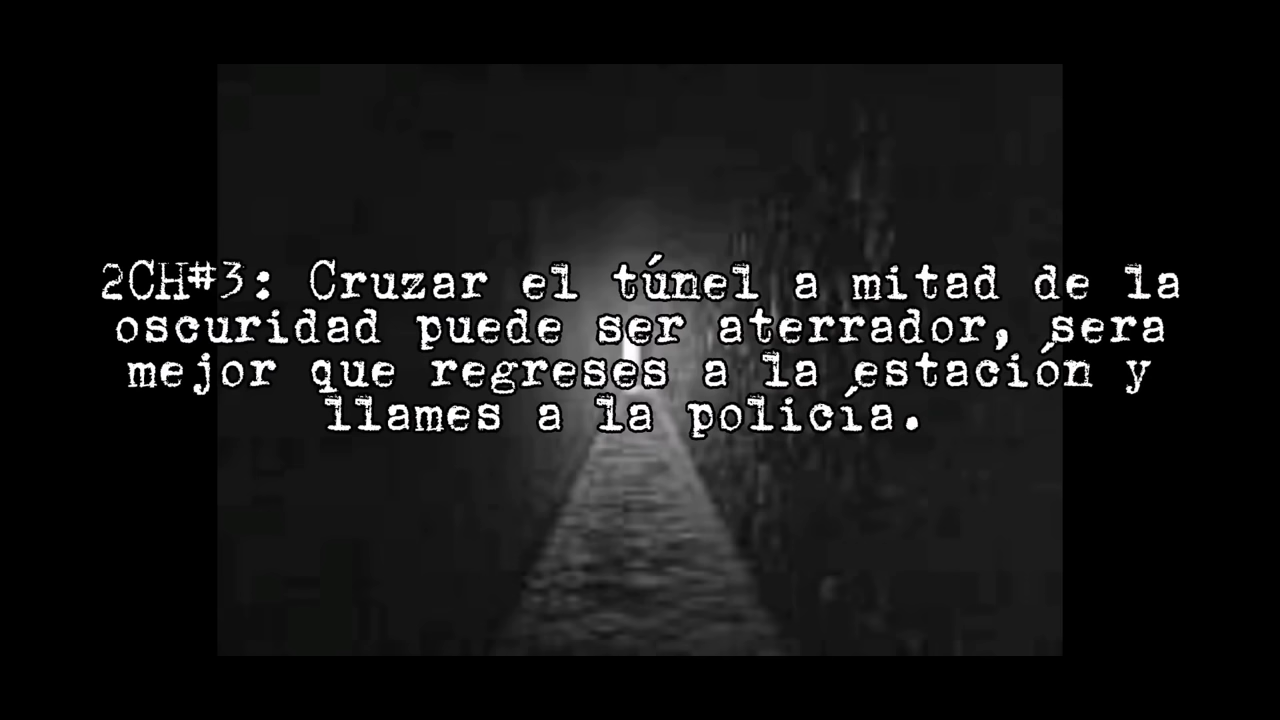 2CH#3: Cruzar el túnel a mitad de la
oscuridad puede ser aterrador, sera
mejor que regreses a la estación y
llames a la policía.